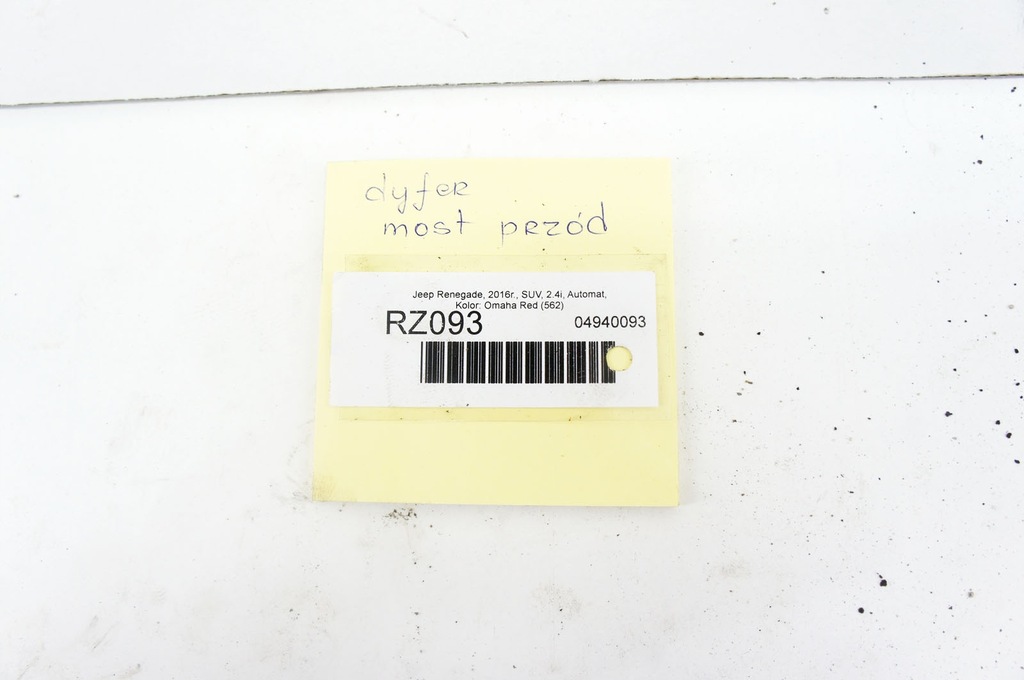 dyfer
most przód
Jeep Renegade, 2016r., SUV, 2.4i, Automat,
Kolor: Omaha Red (562)
RZ093 04940093